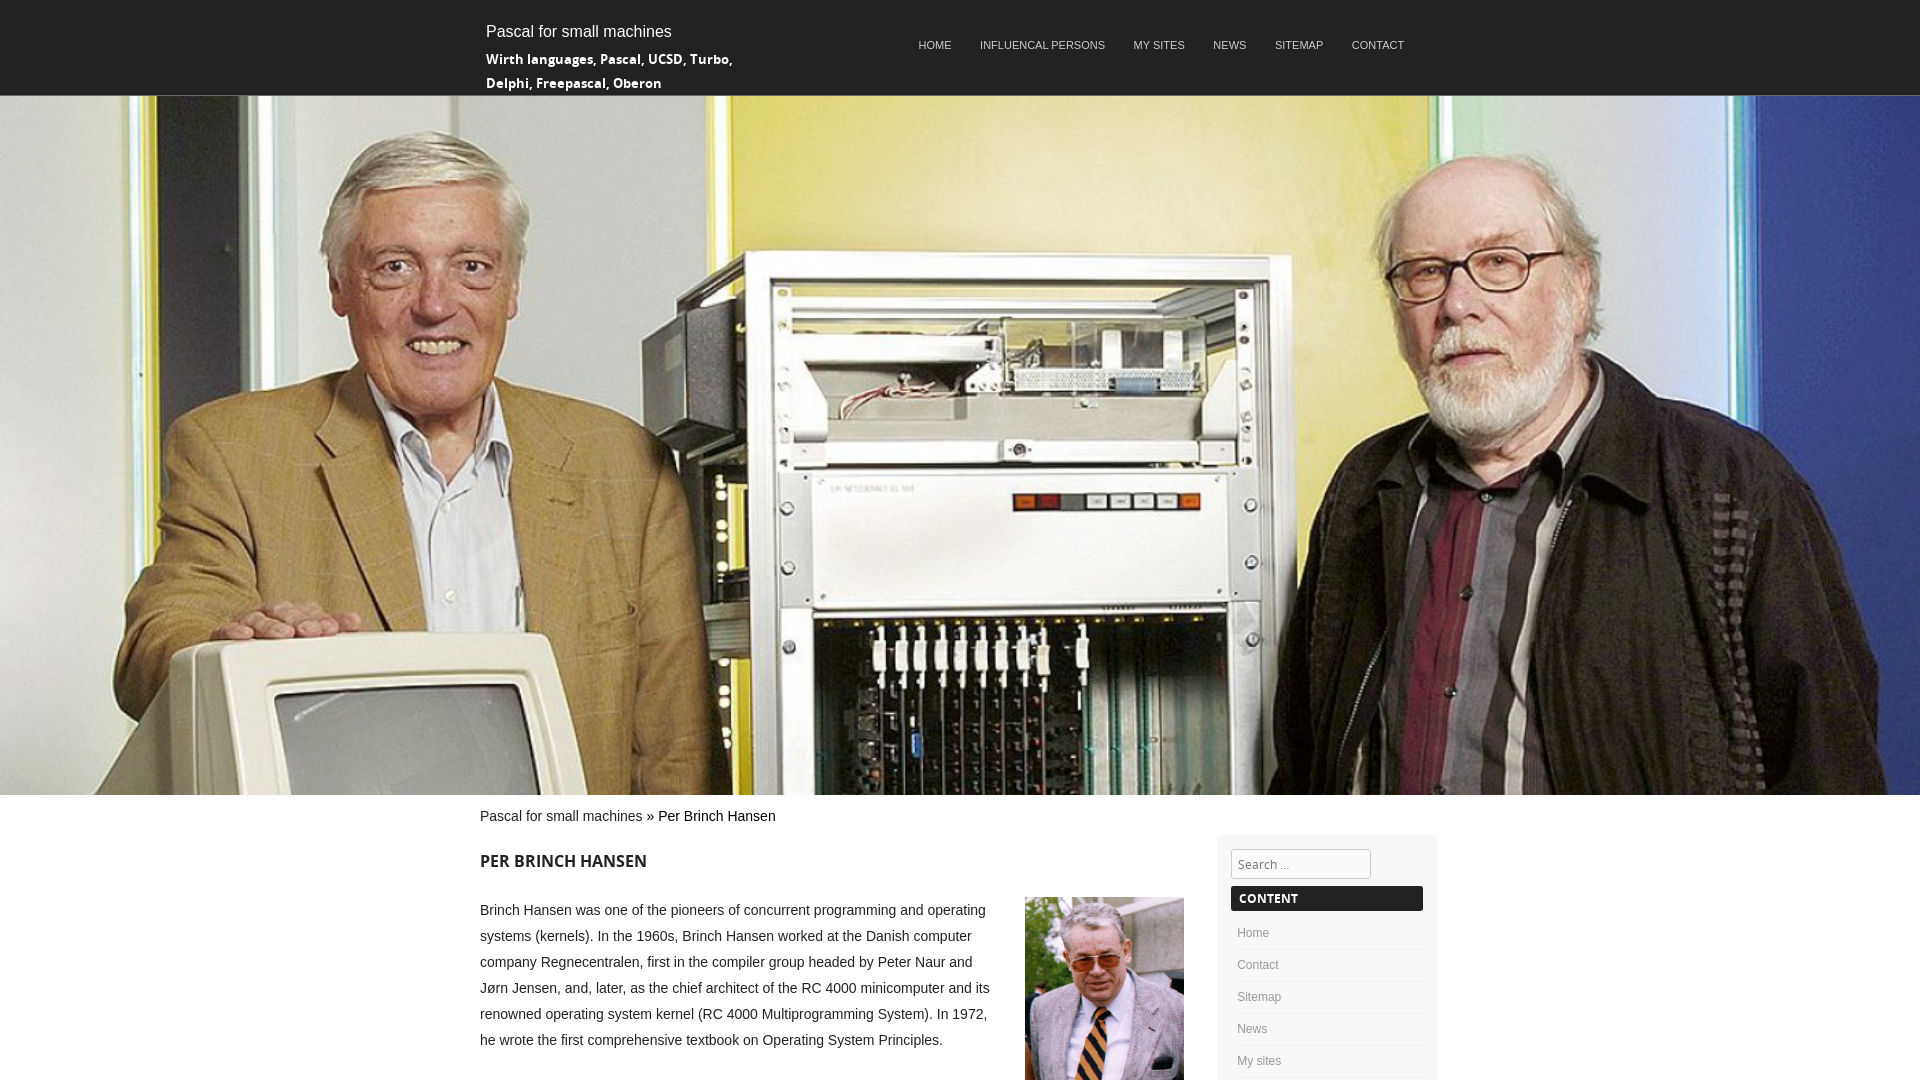 Pascal for small machines
Wirth languages, Pascal, UCSD, Turbo,
Delphi, Freepascal, Oberon
HOME INFLUENCAL PERSONS MY SITES NEWS SITEMAP CONTACT
Pascal for small machines » Per Brinch Hansen
PER BRINCH HANSEN
Brinch Hansen was one of the pioneers of concurrent programming and operating
systems (kernels). In the 1960s, Brinch Hansen worked at the Danish computer
company Regnecentralen, first in the compiler group headed by Peter Naur and
Jørn Jensen, and, later, as the chief architect of the RC 4000 minicomputer and its
renowned operating system kernel (RC 4000 Multiprogramming System). In 1972,
he wrote the first comprehensive textbook on Operating System Principles.
Search ...
CONTENT
Home
Contact
Sitemap
News
My sites